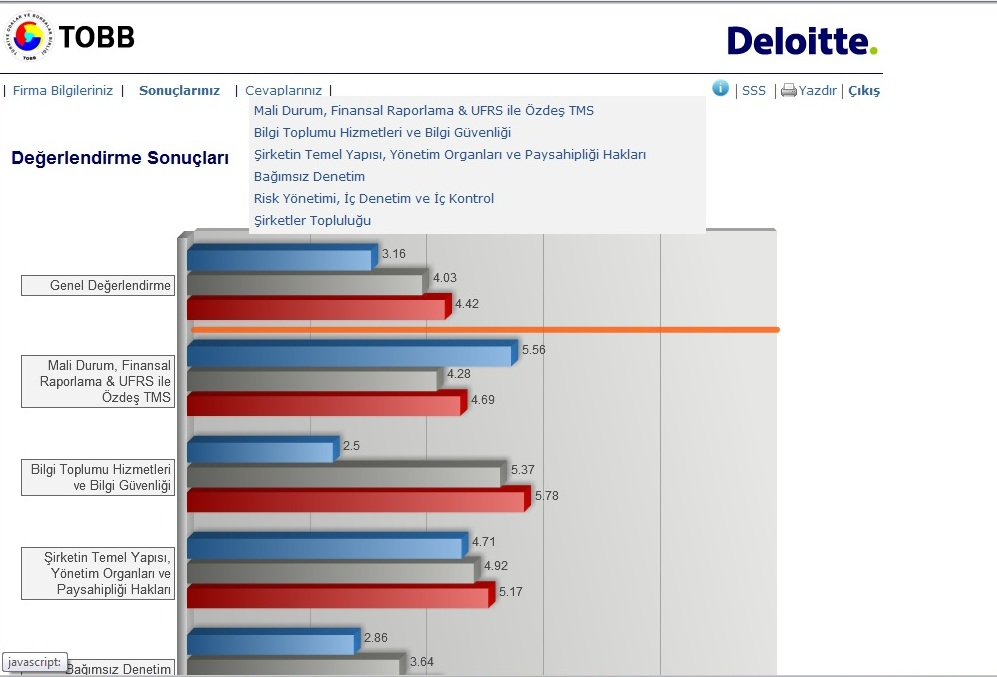 TOBB
Deloitte.
| Firma Bilgileriniz | Sonuçlarınız | Cevaplarınız |
| SSS | Yazdır | Çıkış
Mali Durum, Finansal Raporlama & UFRS ile Özdeş TMS
Bilgi Toplumu Hizmetleri ve Bilgi Güvenliği
Şirketin Temel Yapısı, Yönetim Organları ve Paysahipliği Hakları
Bağımsız Denetim
Risk Yönetimi, İç Denetim ve İç Kontrol
Şirketler Topluluğu
Değerlendirme Sonuçları
Genel Değerlendirme
3.16
4.03
4.42
Mali Durum, Finansal
Raporlama & UFRS ile
Özdeş TMS
5.56
4.28
4.69
Bilgi Toplumu Hizmetleri
ve Bilgi Güvenliği
2.5
5.37
5.78
Şirketin Temel Yapısı,
Yönetim Organları ve
Paysahipliği Hakları
4.71
4.92
5.17
Bağımsız Denetim
2.86
3.64
javascript: